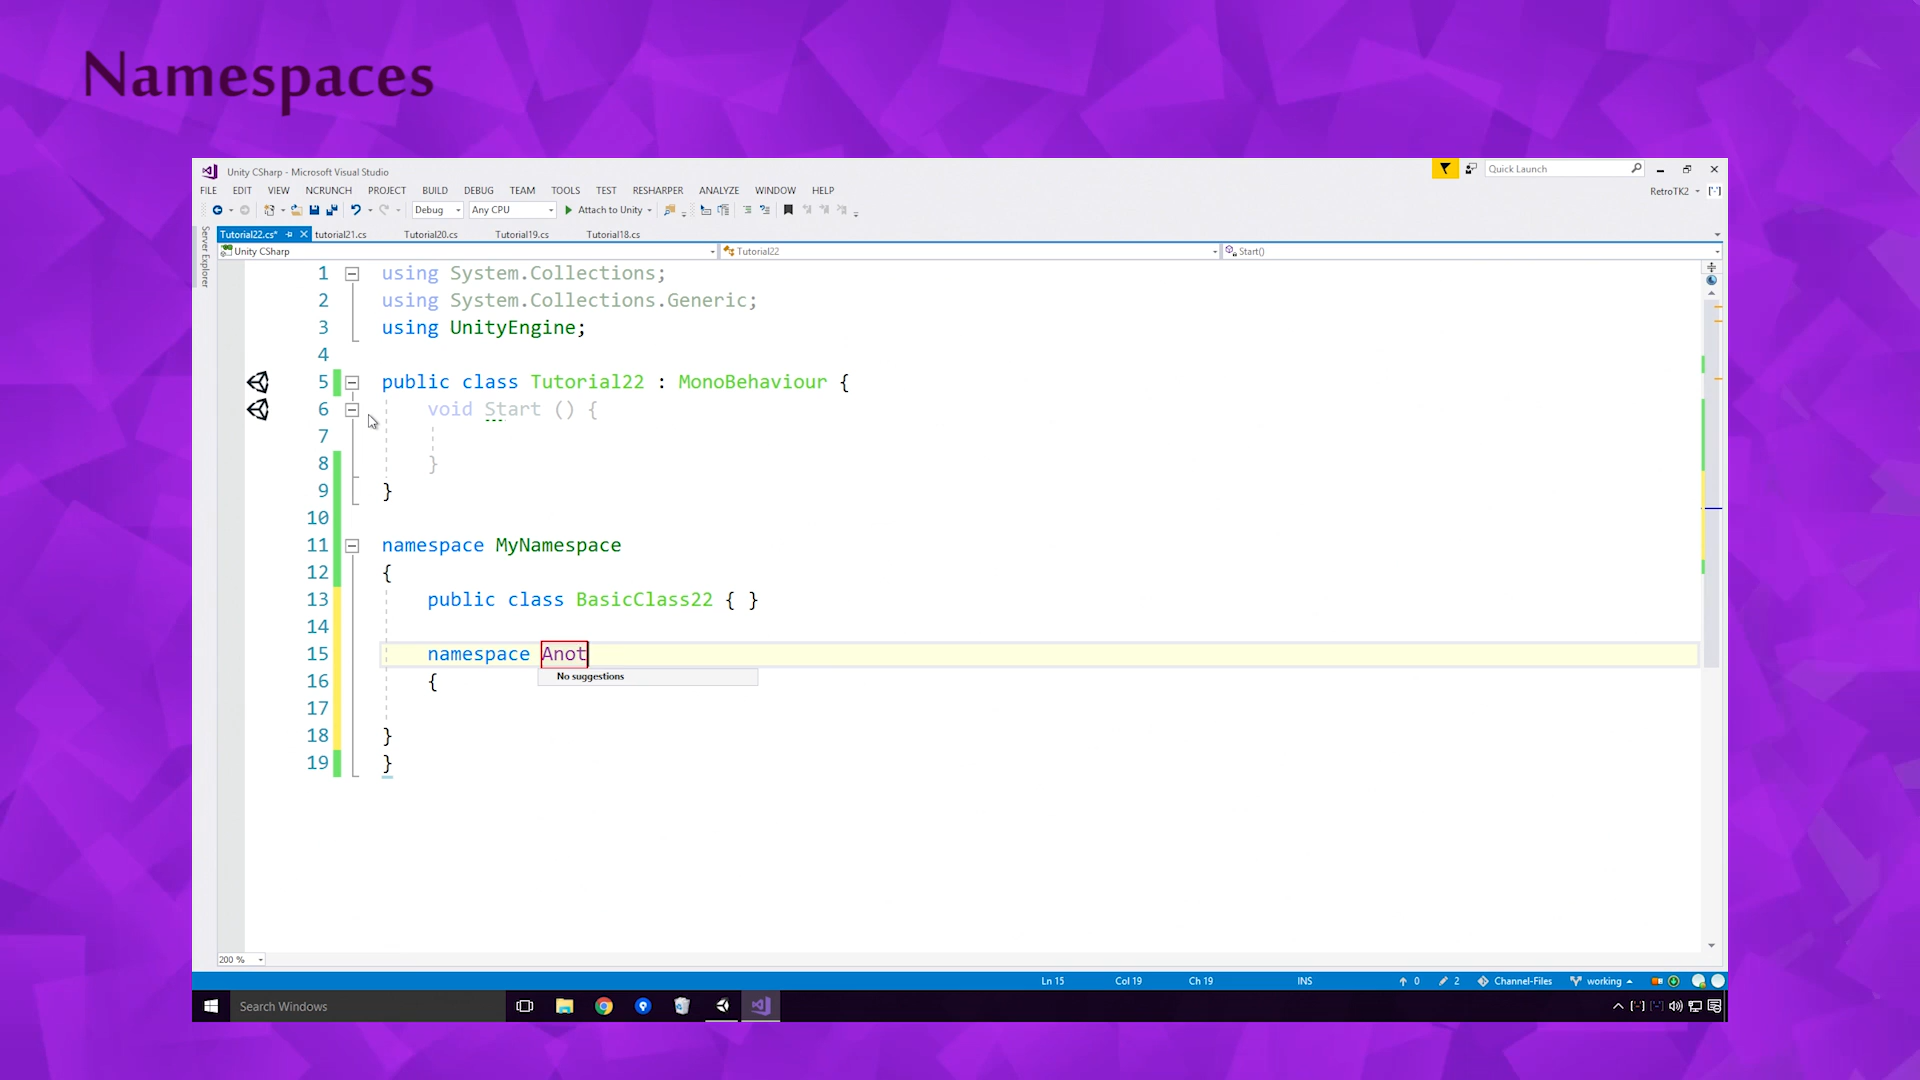 Namespaces
Unity CSharp - Microsoft Visual Studio
Quick Launch
FILE EDIT VIEW NCRUNCH PROJECT BUILD DEBUG TEAM TOOLS TEST RESHARPER ANALYZE WINDOW HELP
RetroTK2
Debug Any CPU Attach to Unity
Server Explorer
Tutorial22.cs* tutorial21.cs Tutorial20.cs Tutorial19.cs Tutorial18.cs
Unity CSharp Tutorial22 Start()
1 using System.Collections;
2 using System.Collections.Generic;
3 using UnityEngine;
4
5 public class Tutorial22 : MonoBehaviour {
6 void Start () {
7
8 }
9 }
10
11 namespace MyNamespace
12 {
13 public class BasicClass22 { }
14
15 namespace Anot
No suggestions
16 {
17
18 }
19 }
200 %
Ln 15 Col 19 Ch 19 INS 0 2 Channel-Files working
Search Windows